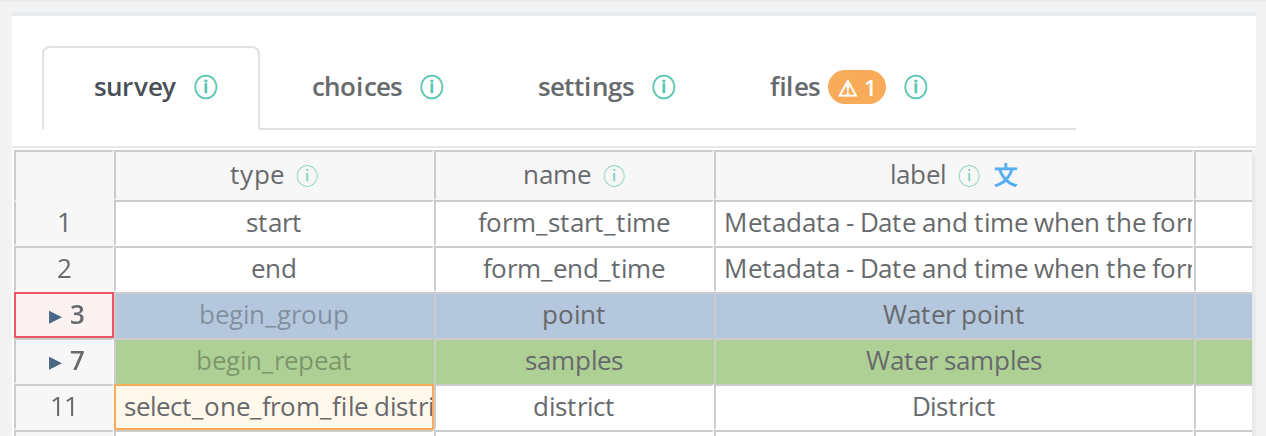 survey choices settings files 1
type name label 文
1 start form_start_time Metadata - Date and time when the for
2 end form_end_time Metadata - Date and time when the for
3 begin_group point Water point
7 begin_repeat samples Water samples
11 select_one_from_file distri district District